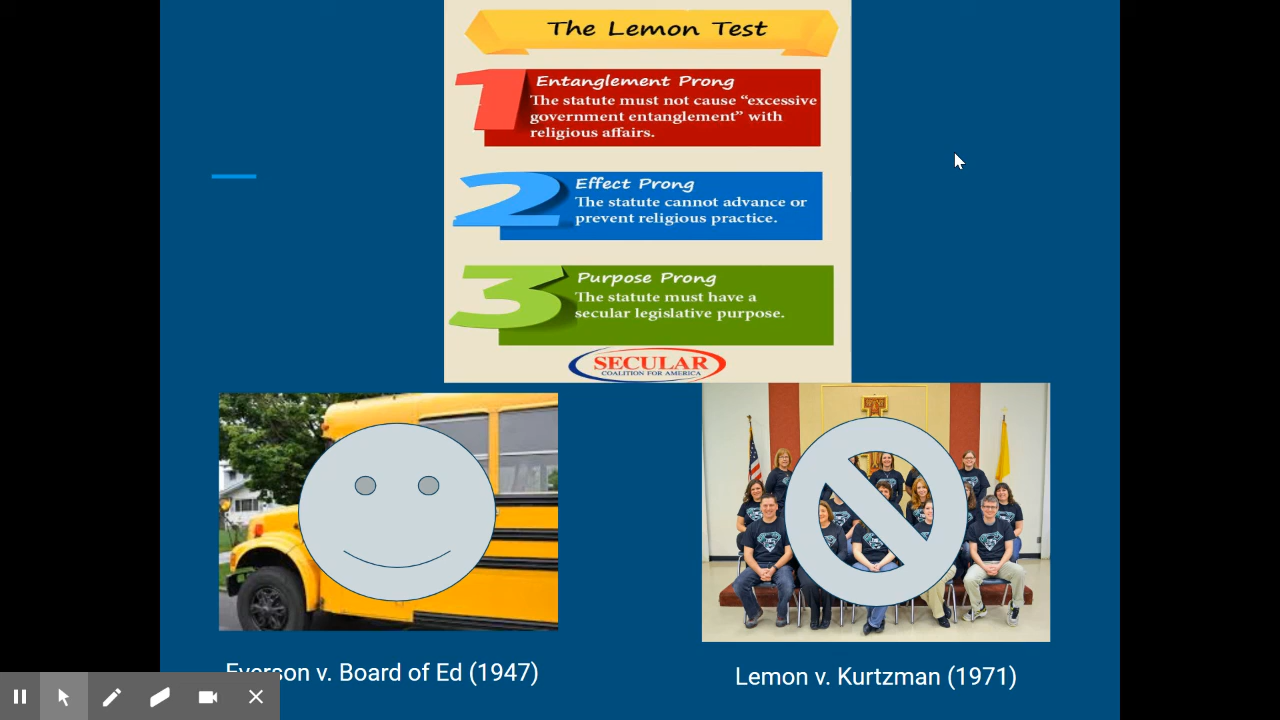 The Lemon Test
1
Entanglement Prong
The statute must not cause “excessive
government entanglement” with
religious affairs.
2
Effect Prong
The statute cannot advance or
prevent religious practice.
3
Purpose Prong
The statute must have a
secular legislative purpose.
SECULAR
COALITION FOR AMERICA
Everson v. Board of Ed (1947)
Lemon v. Kurtzman (1971)